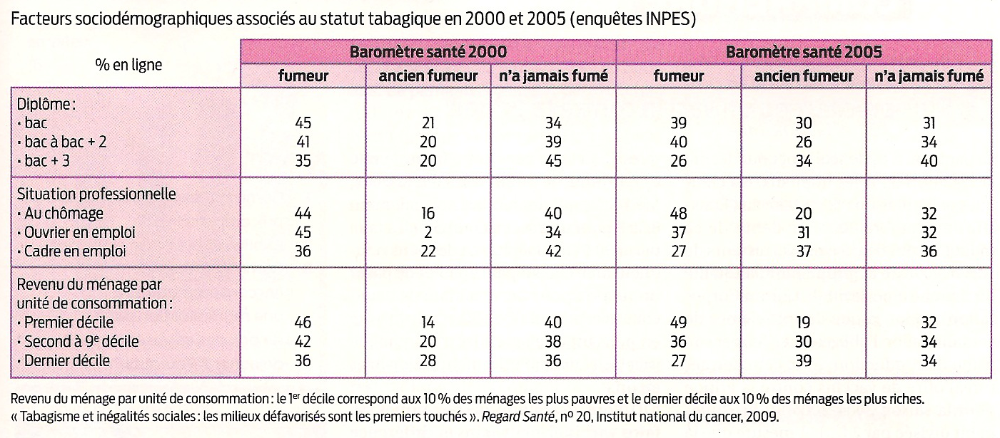 Facteurs sociodémographiques associés au statut tabagique en 2000 et 2005 (enquêtes INPES)
% en ligne Baromètre santé 2000 Baromètre santé 2005
fumeur ancien fumeur n'a jamais fumé fumeur ancien fumeur n'a jamais fumé
Diplôme :
· bac 45 21 34 39 30 31
· bac à bac + 2 41 20 39 40 26 34
· bac + 3 35 20 45 26 34 40
Situation professionnelle
· Au chômage 44 16 40 48 20 32
· Ouvrier en emploi 45 2 34 37 31 32
· Cadre en emploi 36 22 42 27 37 36
Revenu du ménage par
unité de consommation :
· Premier décile 46 14 40 49 19 32
· Second à 9e décile 42 20 38 36 30 34
· Dernier décile 36 28 36 27 39 34
Revenu du ménage par unité de consommation : le 1er décile correspond aux 10 % des ménages les plus pauvres et le dernier décile aux 10 % des ménages les plus riches.
« Tabagisme et inégalités sociales : les milieux défavorisés sont les premiers touchés ». Regard Santé, nº 20, Institut national du cancer, 2009.